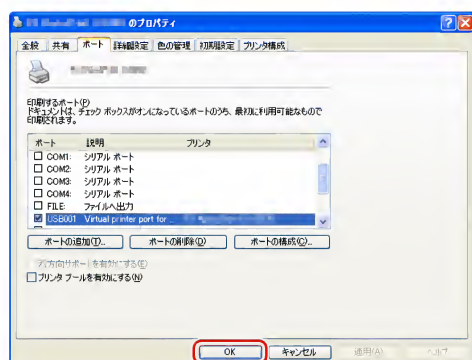 のプロパティ
全般 共有 ポート 詳細設定 色の管理 初期設定 プリンタ構成
印刷するポート(P)
ドキュメントは、チェック ボックスがオンになっているポートのうち、最初に利用可能なもので
印刷されます。
ポート 説明 プリンタ
COM1: シリアル ポート
COM2: シリアル ポート
COM3: シリアル ポート
COM4: シリアル ポート
FILE: ファイルへ出力
USB001 Virtual printer port for ...
ポートの追加(T)... ポートの削除(D) ポートの構成(C)...
双方向サポートを有効にする(E)
プリンタ プールを有効にする(N)
OK キャンセル 適用(A) ヘルプ